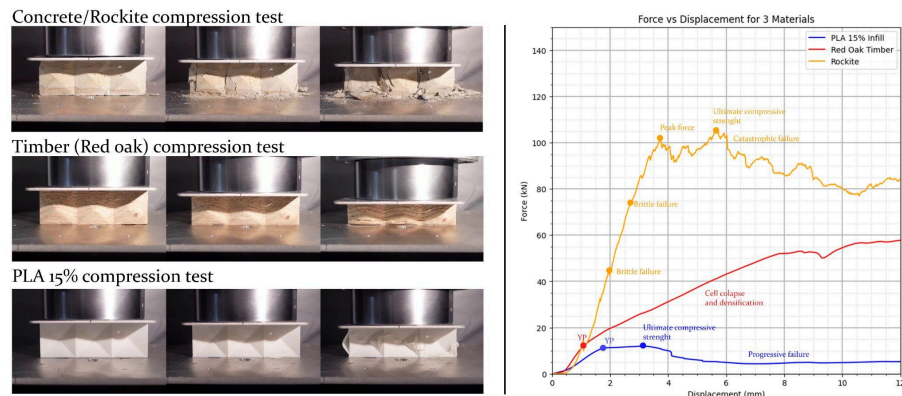 Concrete/Rockite compression test
Timber (Red oak) compression test
PLA 15% compression test
Force vs Displacement for 3 Materials
PLA 15% Infill
Red Oak Timber
Rockite
140
120
100
80
60
40
20
0
Force (kN)
0 2 4 6 8 10 12
Displacement (mm)
Peak force
Ultimate compressive
strenght
Catastrophic failure
Brittle failure
Brittle failure
Cell colapse
and densification
YP
YP
Ultimate compressive
strenght
Progressive failure